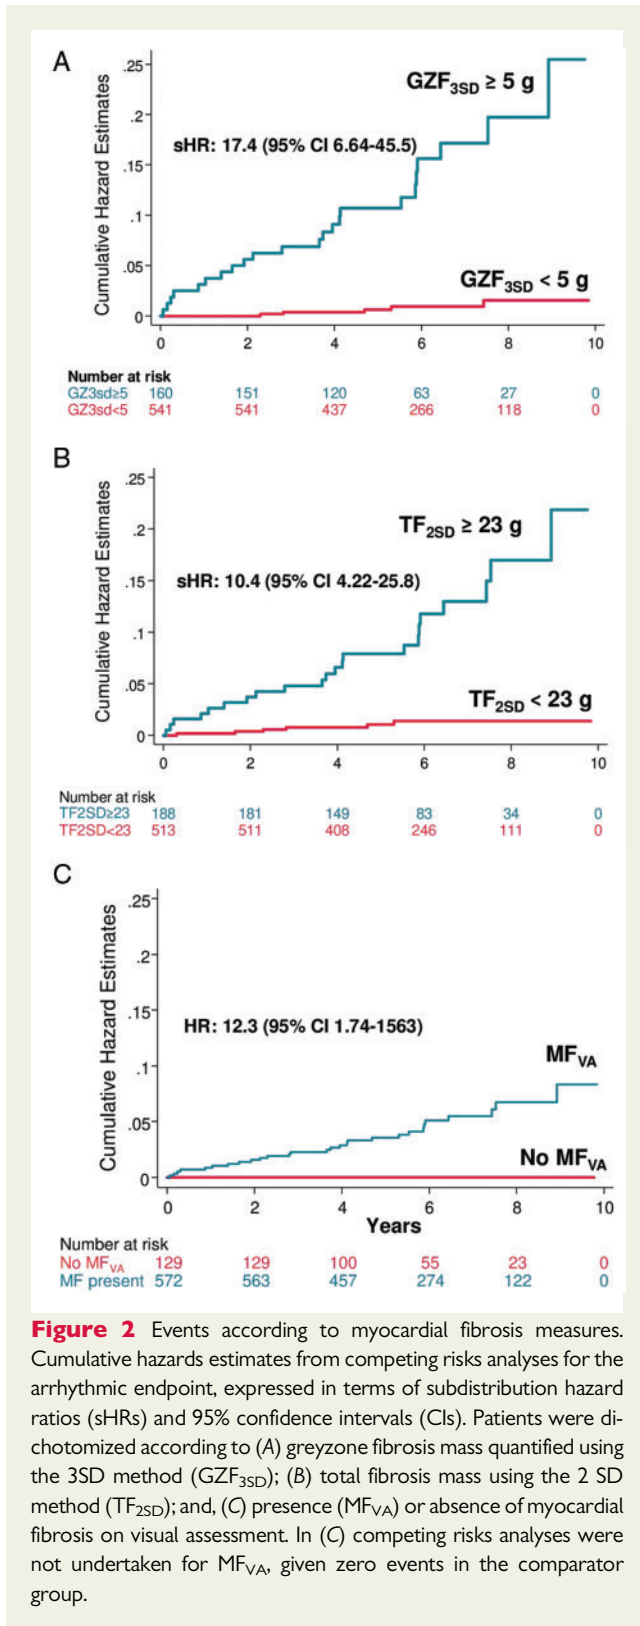 A
Cumulative Hazard Estimates
.25
.2
.15
.1
.05
0
GZF3SD ≥ 5 g
sHR: 17.4 (95% CI 6.64-45.5)
GZF3SD < 5 g
0 2 4 6 8 10
Number at risk
GZ3sd≥5 160 151 120 63 27 0
GZ3sd<5 541 541 437 266 118 0
B
Cumulative Hazard Estimates
.25
.2
.15
.1
.05
0
TF2SD ≥ 23 g
sHR: 10.4 (95% CI 4.22-25.8)
TF2SD < 23 g
0 2 4 6 8 10
Number at risk
TF2SD≥23 188 181 149 83 34 0
TF2SD<23 513 511 408 246 111 0
C
Cumulative Hazard Estimates
.25
.2
.15
.1
.05
0
HR: 12.3 (95% CI 1.74-1563)
MFVA
No MFVA
0 2 4 6 8 10
Years
Number at risk
No MFVA 129 129 100 55 23 0
MF present 572 563 457 274 122 0
Figure 2 Events according to myocardial fibrosis measures.
Cumulative hazards estimates from competing risks analyses for the
arrhythmic endpoint, expressed in terms of subdistribution hazard
ratios (sHRs) and 95% confidence intervals (CIs). Patients were di-
chotomized according to (A) greyzone fibrosis mass quantified using
the 3SD method (GZF3SD); (B) total fibrosis mass using the 2 SD
method (TF2SD); and, (C) presence (MFVA) or absence of myocardial
fibrosis on visual assessment. In (C) competing risks analyses were
not undertaken for MFVA, given zero events in the comparator
group.